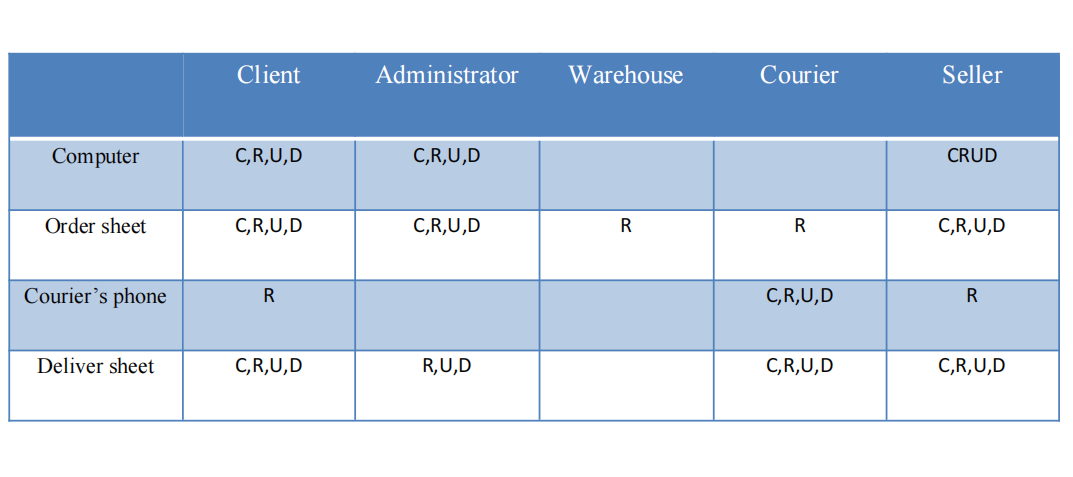 Client Administrator Warehouse Courier Seller
Computer C,R,U,D C,R,U,D CRUD
Order sheet C,R,U,D C,R,U,D R R C,R,U,D
Courier’s phone R C,R,U,D R
Deliver sheet C,R,U,D R,U,D C,R,U,D C,R,U,D